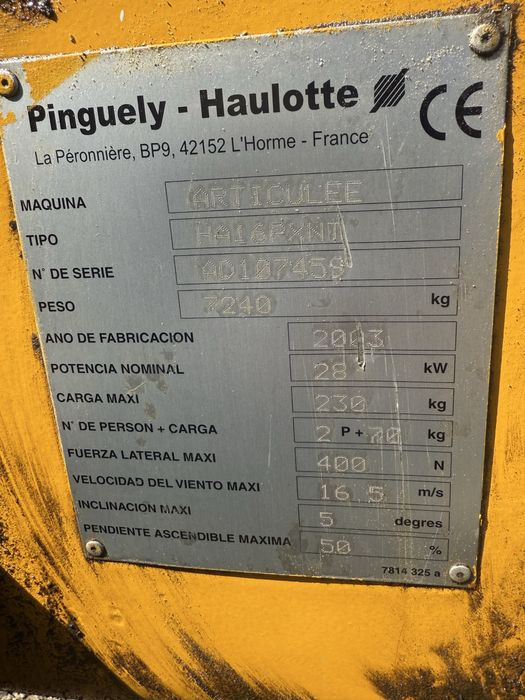 Pinguely - Haulotte CE
La Péronnière, BP9, 42152 L'Horme - France
MAQUINA ARTICULEE
TIPO HA16PXNT
N° DE SERIE AD107459
PESO 7240 kg
ANO DE FABRICACION 2003
POTENCIA NOMINAL 28 kW
CARGA MAXI 230 kg
N° DE PERSON + CARGA 2 P + 70 kg
FUERZA LATERAL MAXI 400 N
VELOCIDAD DEL VIENTO MAXI 16.5 m/s
INCLINACION MAXI 5 degres
PENDIENTE ASCENDIBLE MAXIMA 50 %
7814 325 a